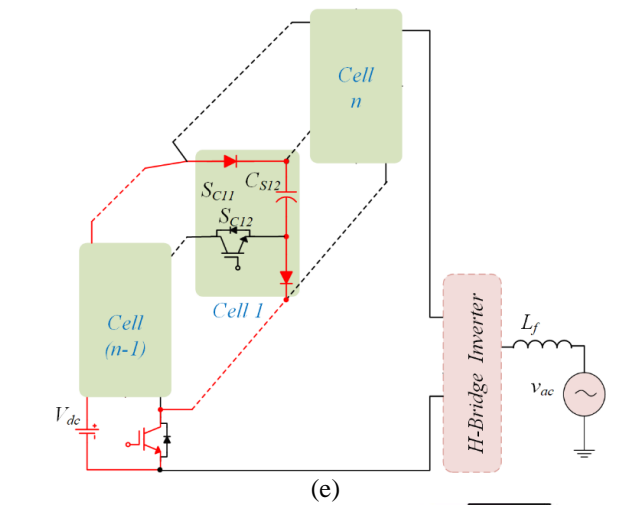 Cell
n
S_C11
C_S12
S_C12
Cell 1
Cell
(n-1)
V_dc
+
-
H-Bridge Inverter
L_f
v_ac
(e)